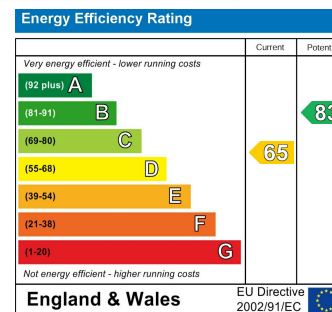 Energy Efficiency Rating
Current
Very energy efficient - lower running costs
(92 plus) A
(81-91) B
83
(69-80) C
65
(55-68) D
(39-54) E
(21-38) F
(1-20) G
Not energy efficient - higher running costs
England & Wales
EU Directive
2002/91/EC